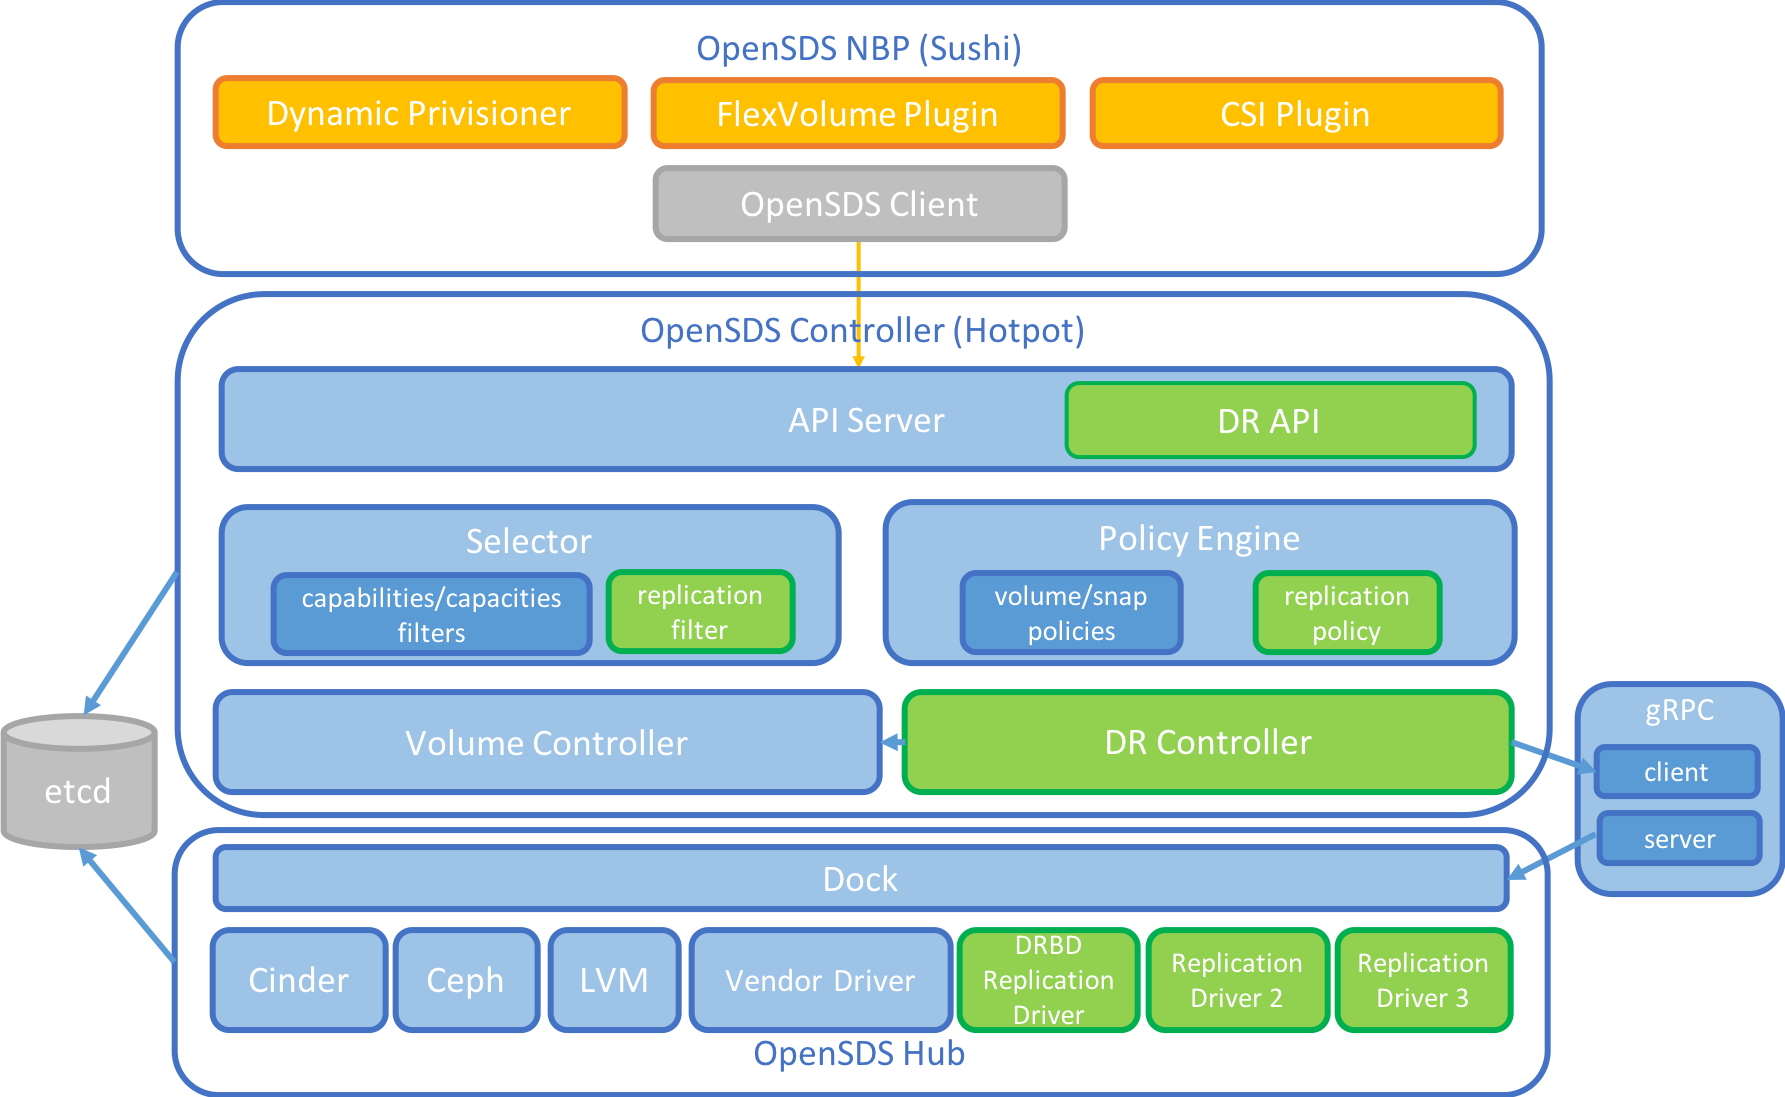 OpenSDS NBP (Sushi)
Dynamic Privisioner
FlexVolume Plugin
CSI Plugin
OpenSDS Client
OpenSDS Controller (Hotpot)
API Server
DR API
Selector
capabilities/capacities
filters
replication
filter
Policy Engine
volume/snap
policies
replication
policy
Volume Controller
DR Controller
gRPC
client
server
etcd
Dock
Cinder
Ceph
LVM
Vendor Driver
DRBD
Replication
Driver
Replication
Driver 2
Replication
Driver 3
OpenSDS Hub